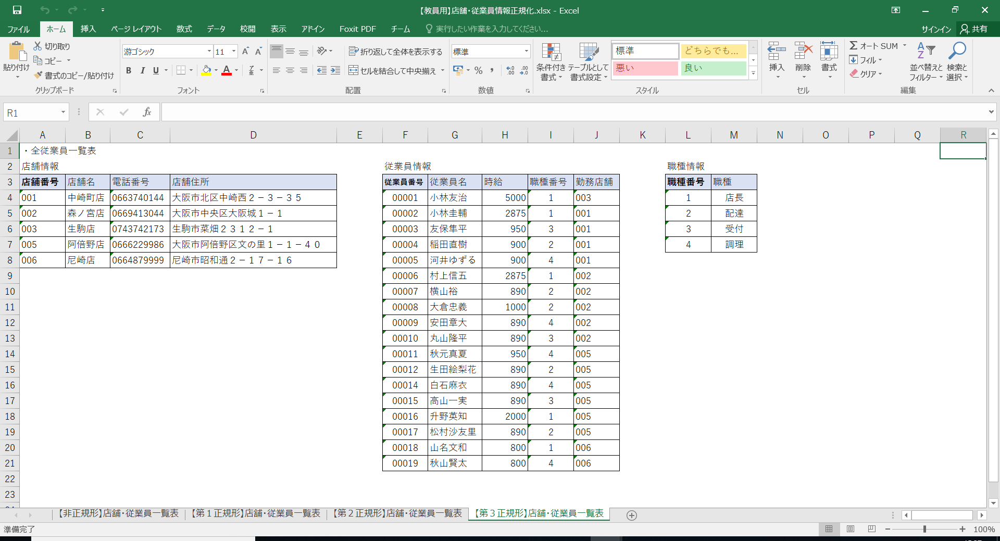 【教員用】店舗・従業員情報正規化.xlsx - Excel
ファイル ホーム 挿入 ページ レイアウト 数式 データ 校閲 表示 アドイン Foxit PDF チーム 実行したい作業を入力してください... サインイン 共有
貼り付け 切り取り コピー 書式のコピー/貼り付け
クリップボード
游ゴシック 11
B I U A
フォント
折り返して全体を表示する
セルを結合して中央揃え
配置
標準
%
数値
条件付き書式 テーブルとして書式設定
標準 どちらでも...
悪い 良い
スタイル
挿入 削除 書式
セル
オート SUM
フィル
クリア
並べ替えとフィルター 検索と選択
編集
R1 fx
A B C D E F G H I J K L M N O P Q R
1 ・全従業員一覧表
2 店舗情報 従業員情報 職種情報
3 店舗番号 店舗名 電話番号 店舗住所 従業員番号 従業員名 時給 職種番号 勤務店舗 職種番号 職種
4 001 中崎町店 0663740144 大阪市北区中崎西２－３－３５ 00001 小林友治 5000 1 003 1 店長
5 002 森ノ宮店 0669413044 大阪市中央区大阪城１－１ 00002 小林圭輔 2875 1 001 2 配達
6 003 生駒店 0743742173 生駒市菜畑２３１２－１ 00003 友保隼平 950 3 001 3 受付
7 005 阿倍野店 0666229986 大阪市阿倍野区文の里１－１－４０ 00004 稲田直樹 900 2 001 4 調理
8 006 尼崎店 0664879999 尼崎市昭和通２－１７－１６ 00005 河井ゆずる 900 4 001
9 00006 村上信五 2875 1 002
10 00007 横山裕 890 2 002
11 00008 大倉忠義 1000 2 002
12 00009 安田章大 890 4 002
13 00010 丸山隆平 890 3 002
14 00011 秋元真夏 950 4 005
15 00012 生田絵梨花 890 2 005
16 00014 白石麻衣 890 4 005
17 00015 高山一実 890 3 005
18 00016 升野英知 2000 1 005
19 00017 松村沙友里 890 2 005
20 00018 山名文和 800 1 006
21 00019 秋山賢太 800 4 006
22
23
【非正規形】店舗・従業員一覧表 【第１正規形】店舗・従業員一覧表 【第２正規形】店舗・従業員一覧表 【第３正規形】店舗・従業員一覧表
準備完了 100%